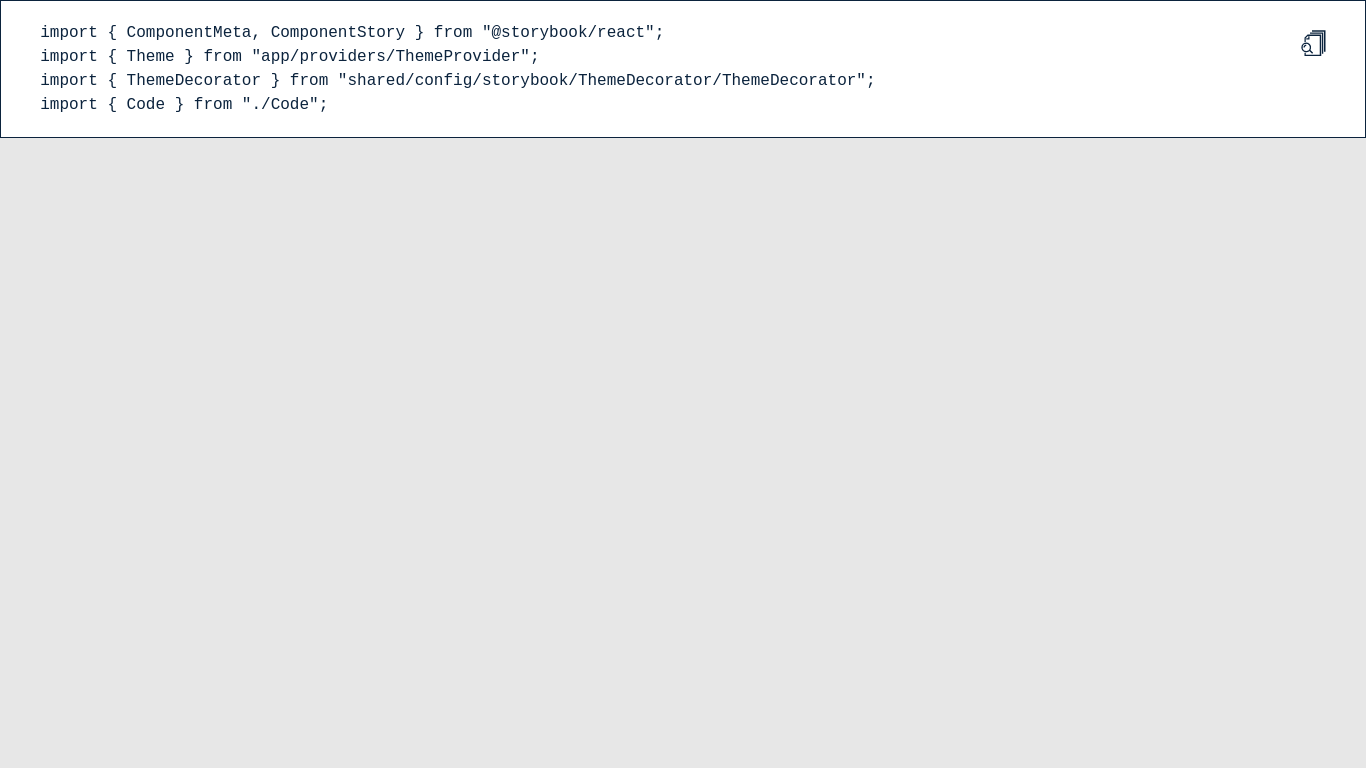 import { ComponentMeta, ComponentStory } from "@storybook/react";
import { Theme } from "app/providers/ThemeProvider";
import { ThemeDecorator } from "shared/config/storybook/ThemeDecorator/ThemeDecorator";
import { Code } from "./Code";